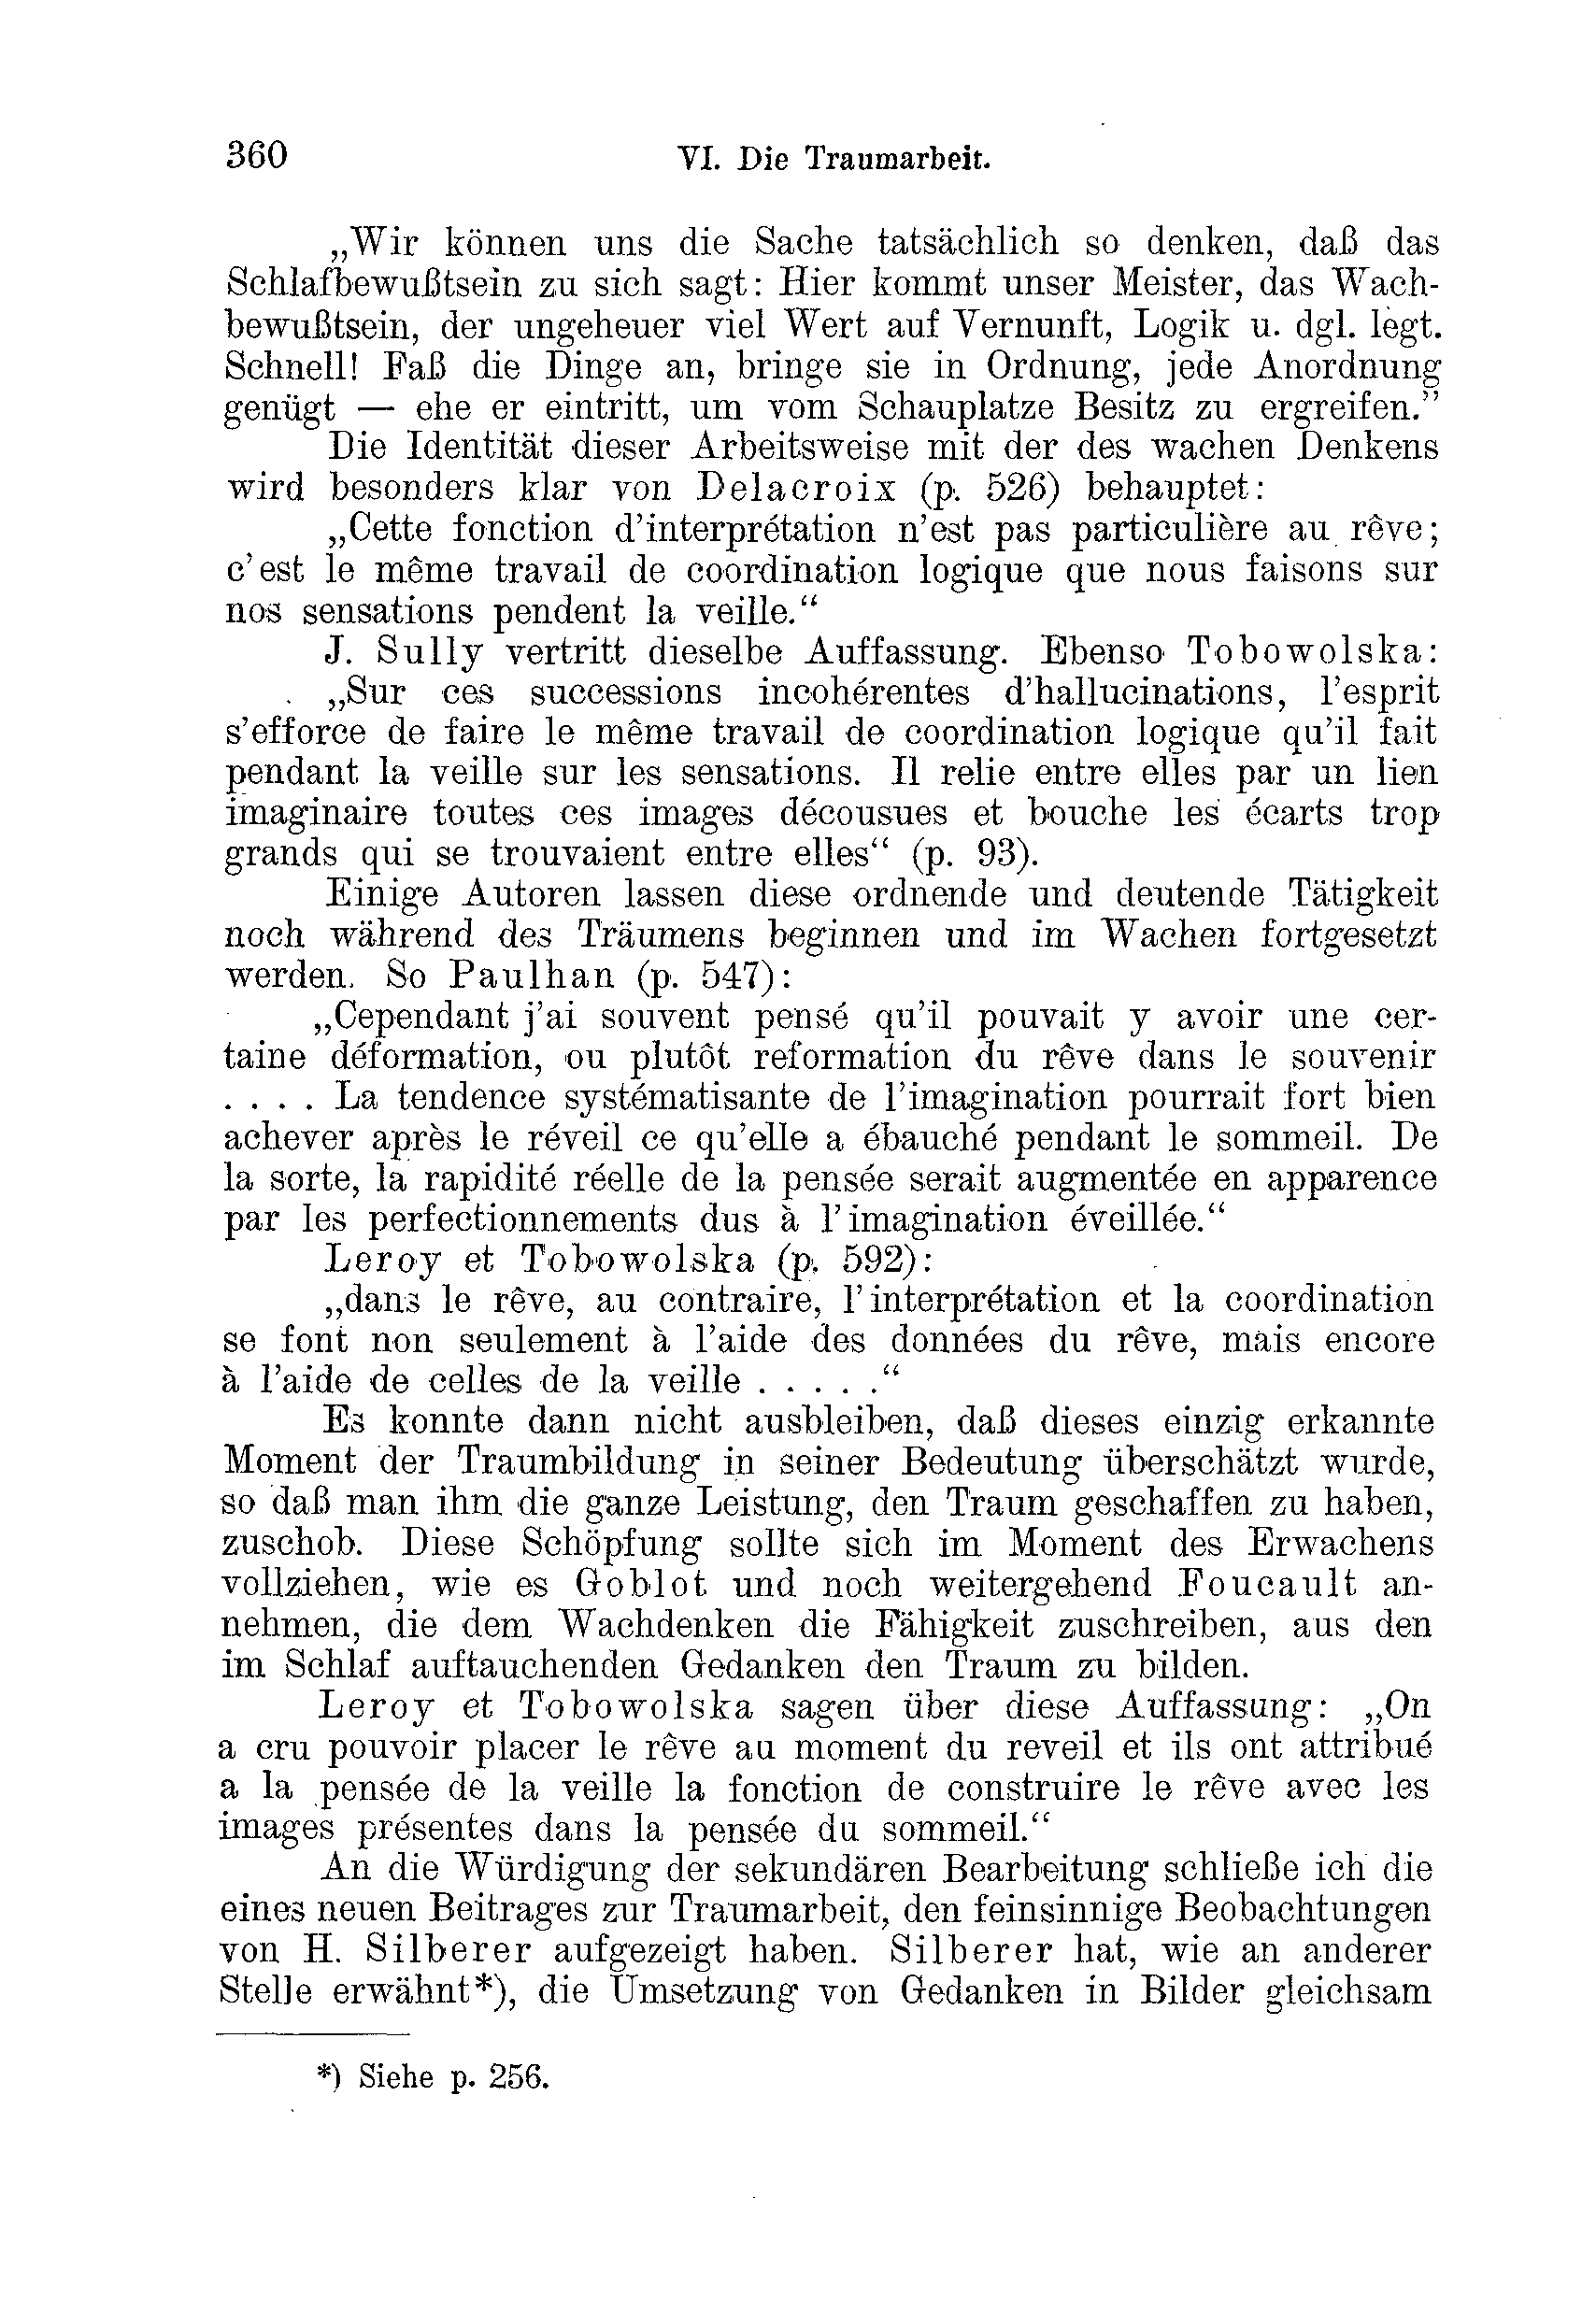 360
VI. Die Traumarbeit.
„Wir können uns die Sache tatsächlich so denken, daß das
Schlafbewußtsein zu sich sagt: Hier kommt unser Meister, das Wach-
bewußtsein, der ungeheuer viel Wert auf Vernunft, Logik u. dgl. legt.
Schnell! Faß die Dinge an, bringe sie in Ordnung, jede Anordnung
genügt — ehe er eintritt, um vom Schauplatze Besitz zu ergreifen.”
Die Identität dieser Arbeitsweise mit der des wachen Denkens
wird besonders klar von Delacroix (p. 526) behauptet:
„Cette fonction d'interprétation n'est pas particulière au rêve;
c'est le même travail de coordination logique que nous faisons sur
nos sensations pendent la veille.“
J. Sully vertritt dieselbe Auffassung. Ebenso Tobowolska:
„Sur ces successions incohérentes d'hallucinations, l'esprit
s'efforce de faire le même travail de coordination logique qu'il fait
pendant la veille sur les sensations. Il relie entre elles par un lien
imaginaire toutes ces images décousues et bouche les écarts trop
grands qui se trouvaient entre elles“ (p. 93).
Einige Autoren lassen diese ordnende und deutende Tätigkeit
noch während des Träumens beginnen und im Wachen fortgesetzt
werden. So Paulhan (p. 547):
„Cependant j'ai souvent pensé qu'il pouvait y avoir une cer-
taine déformation, ou plutôt reformation du rêve dans le souvenir
. . . . La tendence systématisante de l'imagination pourrait fort bien
achever après le réveil ce qu'elle a ébauché pendant le sommeil. De
la sorte, la rapidité réelle de la pensée serait augmentée en apparence
par les perfectionnements dus à l'imagination éveillée.“
Leroy et Tobowolska (p. 592):
„dans le rêve, au contraire, l'interprétation et la coordination
se font non seulement à l'aide des données du rêve, mais encore
à l'aide de celles de la veille . . . . .“
Es konnte dann nicht ausbleiben, daß dieses einzig erkannte
Moment der Traumbildung in seiner Bedeutung überschätzt wurde,
so daß man ihm die ganze Leistung, den Traum geschaffen zu haben,
zuschob. Diese Schöpfung sollte sich im Moment des Erwachens
vollziehen, wie es Goblot und noch weitergehend Foucault an-
nehmen, die dem Wachdenken die Fähigkeit zuschreiben, aus den
im Schlaf auftauchenden Gedanken den Traum zu bilden.
Leroy et Tobowolska sagen über diese Auffassung: „On
a cru pouvoir placer le rêve au moment du reveil et ils ont attribué
a la pensée de la veille la fonction de construire le rêve avec les
images présentes dans la pensée du sommeil.“
An die Würdigung der sekundären Bearbeitung schließe ich die
eines neuen Beitrages zur Traumarbeit, den feinsinnige Beobachtungen
von H. Silberer aufgezeigt haben. Silberer hat, wie an anderer
Stelle erwähnt*), die Umsetzung von Gedanken in Bilder gleichsam
*) Siehe p. 256.